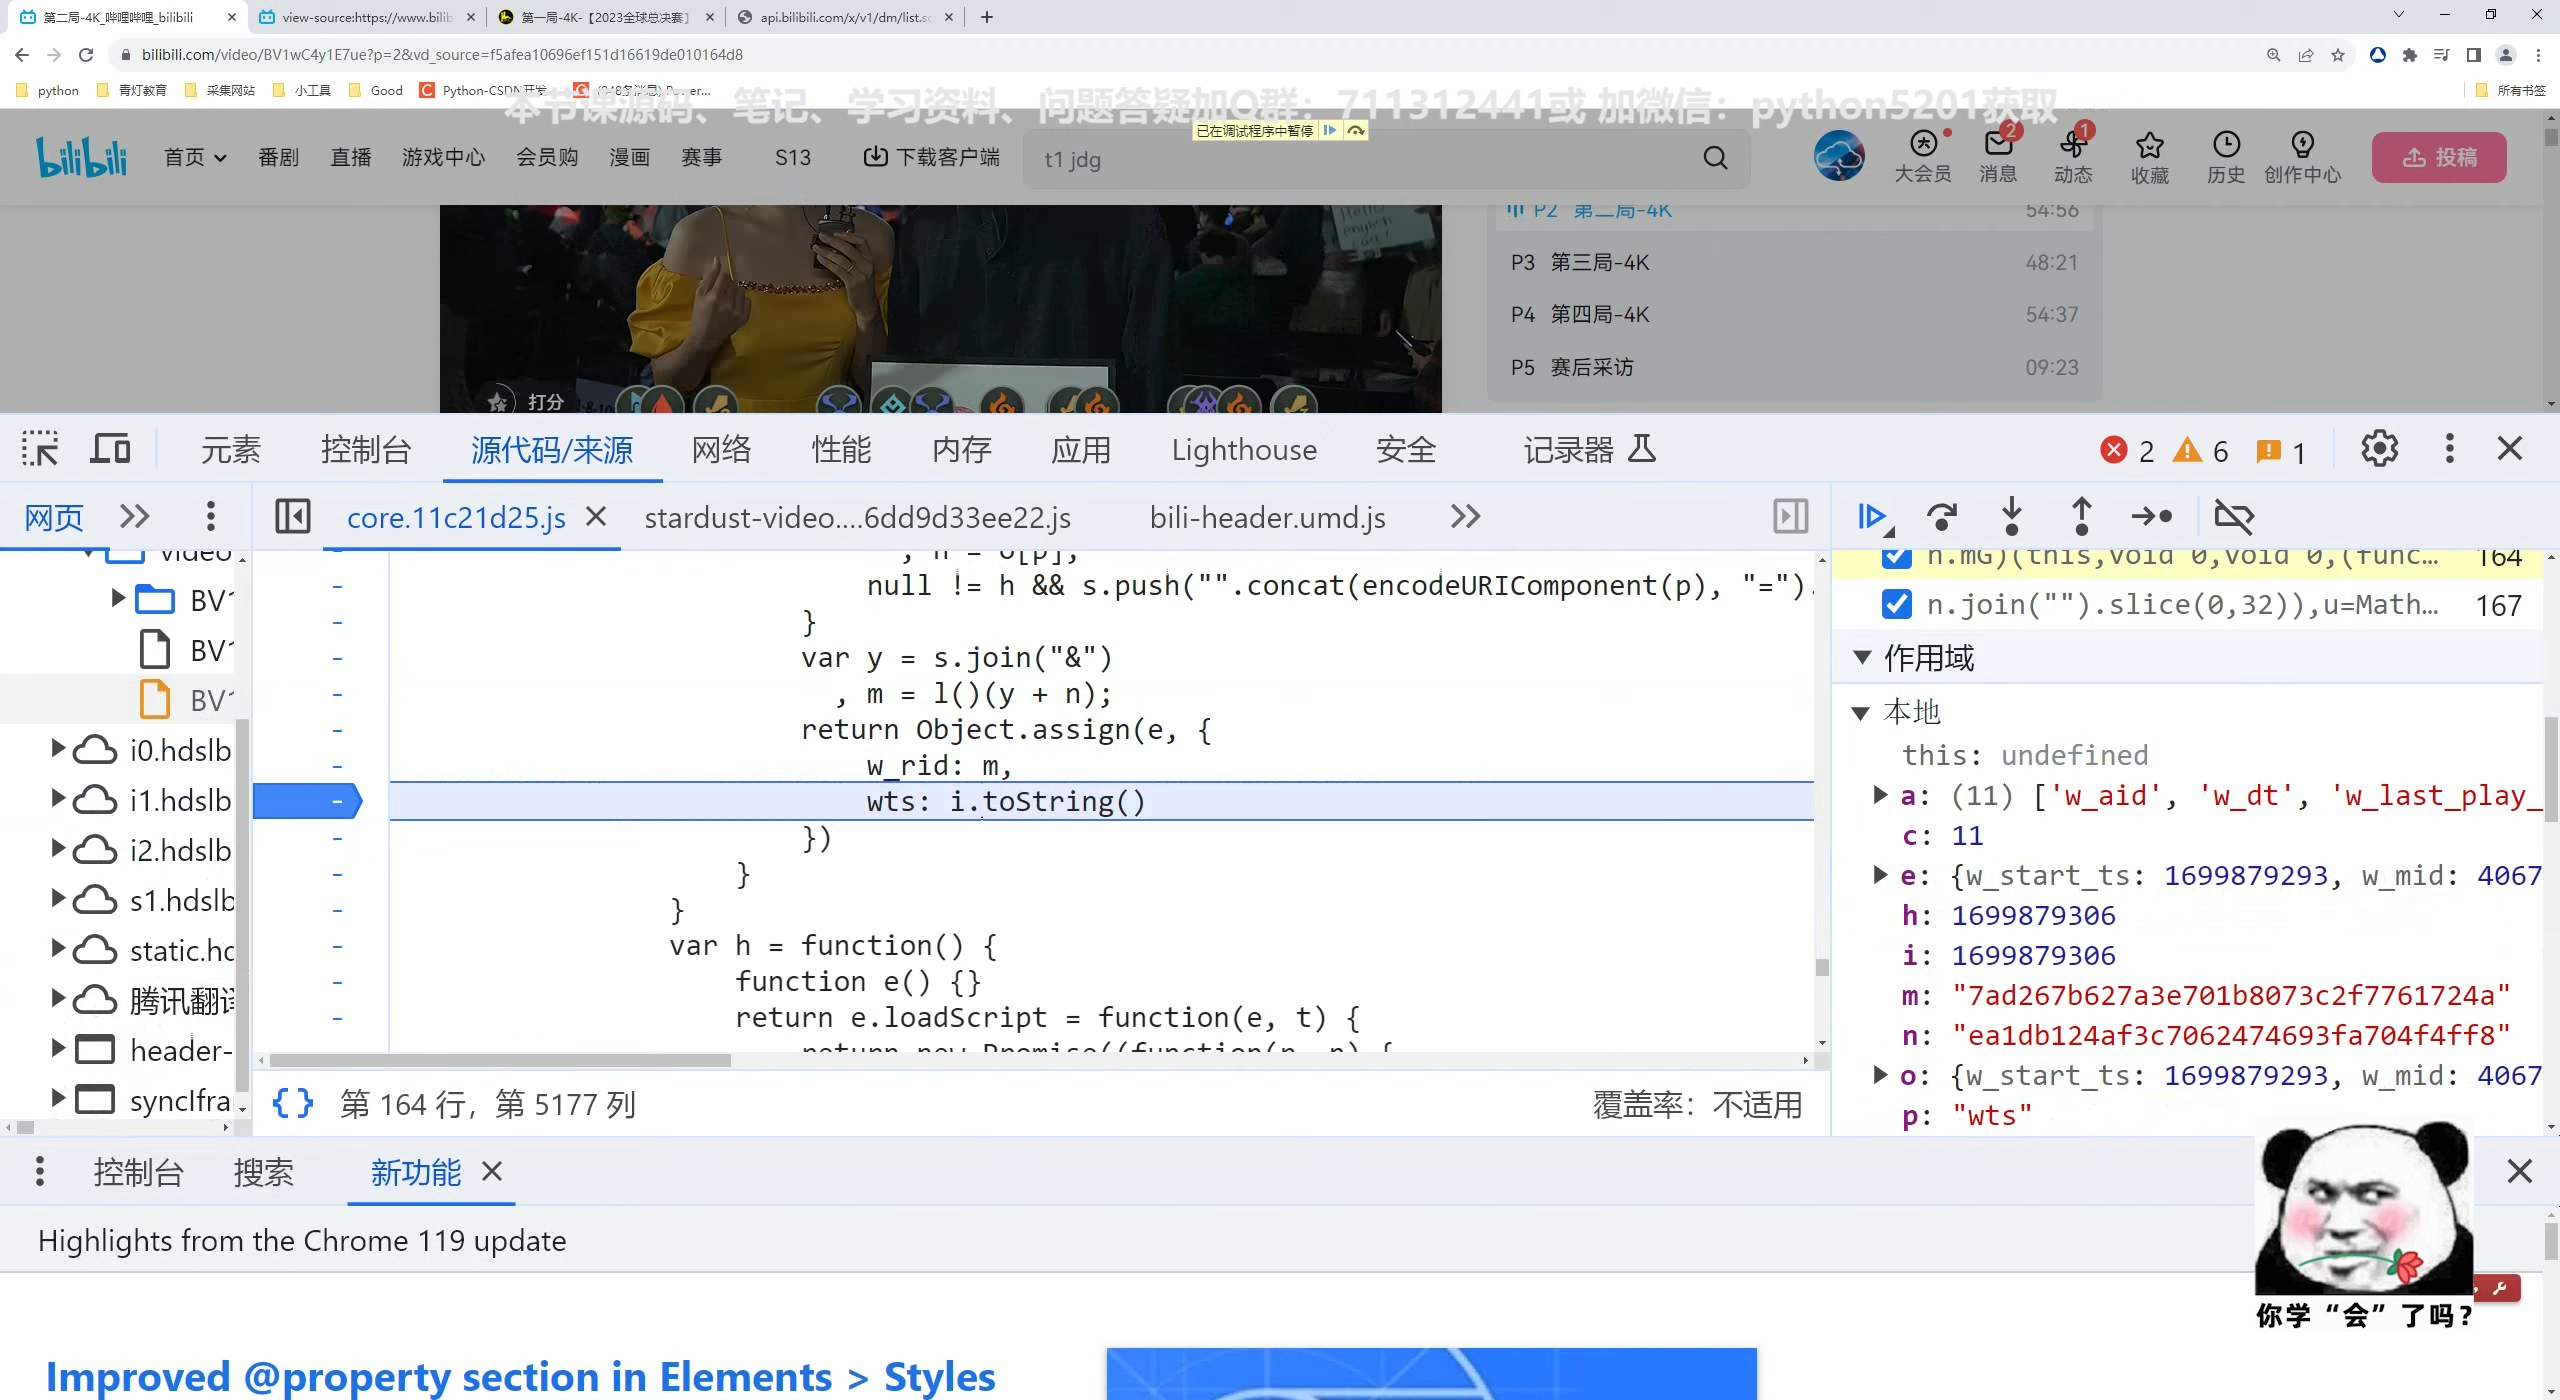 第二局-4K_哔哩哔哩_bilibili
view-source:https://www.bilib
第一局-4K-【2023全球总决赛】
api.bilibili.com/x/v1/dm/list.so
bilibili.com/video/BV1wC4y1E7ue?p=2&vd_source=f5afea10696ef151d16619de010164d8
python 青灯教育 采集网站 小工具 Good Python-CSDN开发 所有书签
本节课源码、笔记、学习资料、问题答疑加Q群：711312441或 加微信：python5201获取
已在调试程序中暂停
bilibili 首页 番剧 直播 游戏中心 会员购 漫画 赛事 S13 下载客户端 t1 jdg 大会员 2 消息 1 动态 收藏 历史 创作中心 投稿
P2 第二局-4K 54:56
P3 第三局-4K 48:21
P4 第四局-4K 54:37
P5 赛后采访 09:23
打分
元素 控制台 源代码/来源 网络 性能 内存 应用 Lighthouse 安全 记录器 2 6 1
网页 core.11c21d25.js stardust-video....6dd9d33ee22.js bili-header.umd.js
video
BV1
BV1
BV1
i0.hdslb
i1.hdslb
i2.hdslb
s1.hdslb
static.hd
腾讯翻译
header-
syncIfra
, h = o[p];
null != h && s.push("".concat(encodeURIComponent(p), "=").
}
var y = s.join("&")
, m = l()(y + n);
return Object.assign(e, {
w_rid: m,
wts: i.toString()
})
}
}
var h = function() {
function e() {}
return e.loadScript = function(e, t) {
return new Promise((function(n, n) {
{} 第 164 行，第 5177 列 覆盖率：不适用
h.mG)(this,void 0,void 0,(func... 164
n.join("").slice(0,32)),u=Math... 167
作用域
本地
this: undefined
a: (11) ['w_aid', 'w_dt', 'w_last_play_
c: 11
e: {w_start_ts: 1699879293, w_mid: 4067
h: 1699879306
i: 1699879306
m: "7ad267b627a3e701b8073c2f7761724a"
n: "ea1db124af3c7062474693fa704f4ff8"
o: {w_start_ts: 1699879293, w_mid: 4067
p: "wts"
控制台 搜索 新功能
Highlights from the Chrome 119 update
你学“会”了吗？
Improved @property section in Elements > Styles